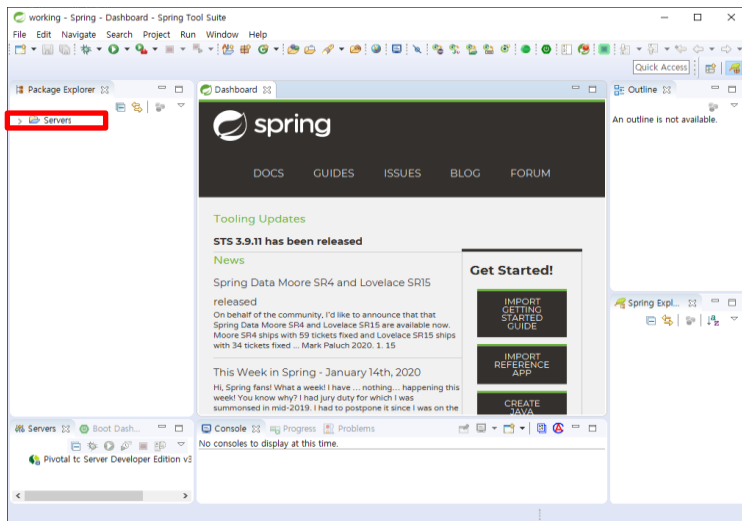 working - Spring - Dashboard - Spring Tool Suite
File Edit Navigate Search Project Run Window Help
Quick Access
Package Explorer
Servers
Dashboard
spring
DOCS GUIDES ISSUES BLOG FORUM
Tooling Updates
STS 3.9.11 has been released
News
Spring Data Moore SR4 and Lovelace SR15
released
On behalf of the community, I'd like to announce that that
Spring Data Moore SR4 and Lovelace SR15 are available now.
Moore SR4 ships with 59 tickets fixed and Lovelace SR15 ships
with 34 tickets fixed ... Mark Paluch 2020. 1. 15
This Week in Spring - January 14th, 2020
Hi, Spring fans! What a week! I have ... nothing... happening this
week! You know why? I had jury duty for which I was
summonsed in mid-2019. I had to postpone it since I was on the
Get Started!
IMPORT
GETTING
STARTED
GUIDE
IMPORT
REFERENCE
APP
CREATE
JAVA
Outline
An outline is not available.
Spring Expl...
Servers Boot Dash...
Pivotal tc Server Developer Edition v3
Console Progress Problems
No consoles to display at this time.